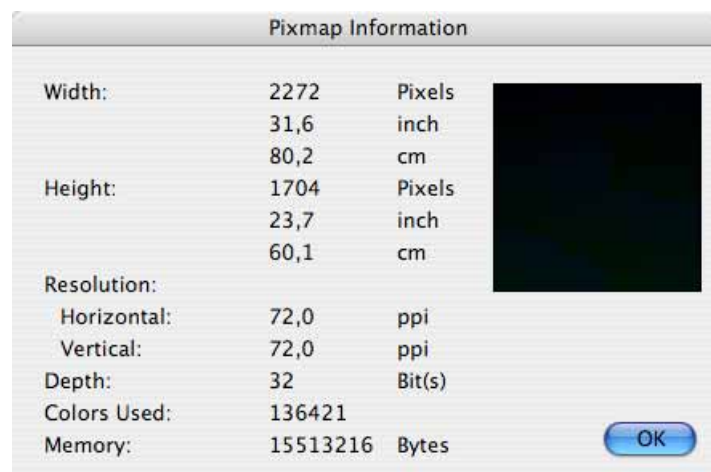 Pixmap Information
Width: 2272 Pixels
31,6 inch
80,2 cm
Height: 1704 Pixels
23,7 inch
60,1 cm
Resolution:
Horizontal: 72,0 ppi
Vertical: 72,0 ppi
Depth: 32 Bit(s)
Colors Used: 136421
Memory: 15513216 Bytes
OK